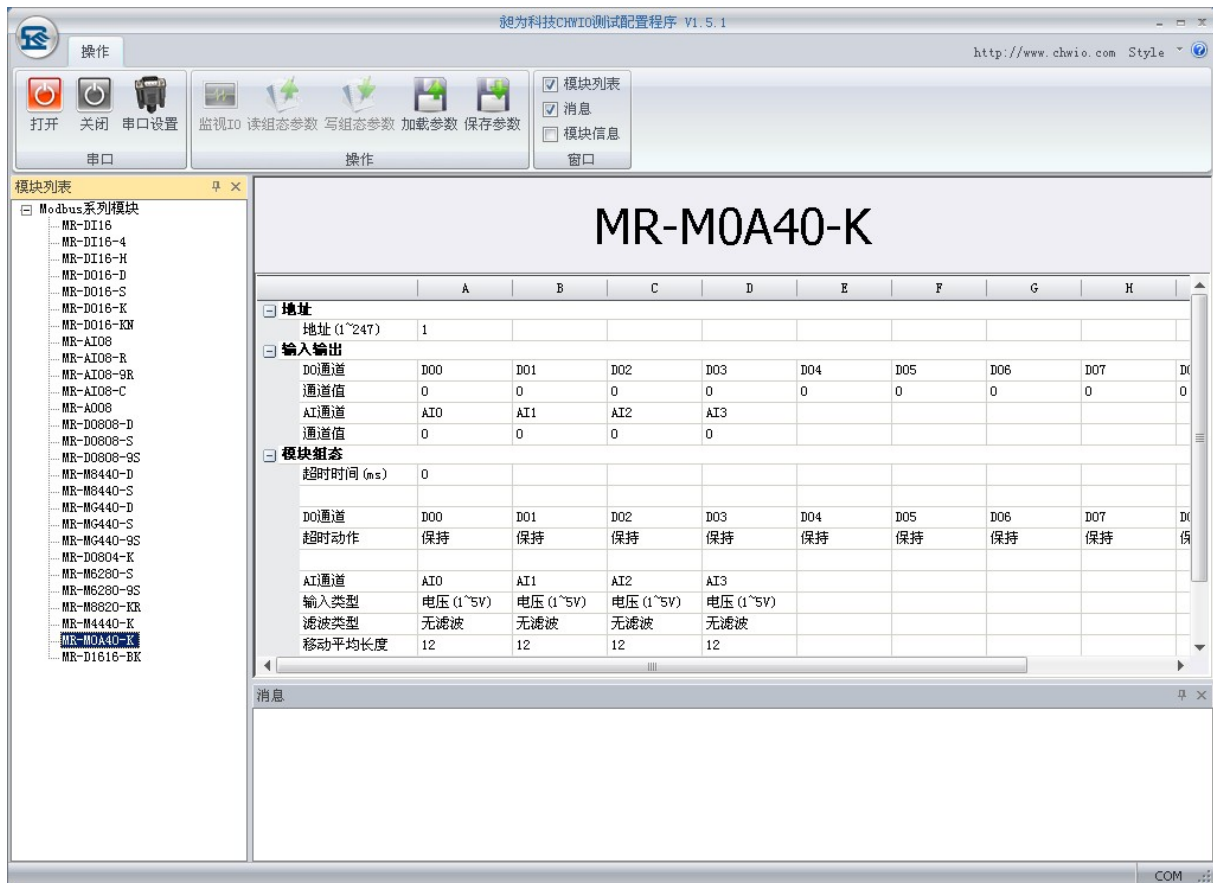 昶为科技CHWIO测试配置程序 V1.5.1
操作
http://www.chwio.com Style
打开 关闭 串口设置
监视IO 读组态参数 写组态参数 加载参数 保存参数
模块列表
消息
模块信息
串口 操作 窗口
模块列表
Modbus系列模块
MR-DI16
MR-DI16-4
MR-DI16-H
MR-DO16-D
MR-DO16-S
MR-DO16-K
MR-DO16-KN
MR-AI08
MR-AI08-R
MR-AI08-9R
MR-AI08-C
MR-AO08
MR-D0808-D
MR-D0808-S
MR-D0808-9S
MR-M8440-D
MR-M8440-S
MR-MG440-D
MR-MG440-S
MR-MG440-9S
MR-D0804-K
MR-M6280-S
MR-M6280-9S
MR-M8820-KR
MR-M4440-K
MR-M0A40-K
MR-D1616-BK
MR-M0A40-K
A B C D E F G H
地址
地址(1~247) 1
输入输出
DO通道 DO0 DO1 DO2 DO3 DO4 DO5 DO6 DO7
通道值 0 0 0 0 0 0 0 0 0
AI通道 AI0 AI1 AI2 AI3
通道值 0 0 0 0
模块组态
超时时间(ms) 0
DO通道 DO0 DO1 DO2 DO3 DO4 DO5 DO6 DO7
超时动作 保持 保持 保持 保持 保持 保持 保持 保持
AI通道 AI0 AI1 AI2 AI3
输入类型 电压(1~5V) 电压(1~5V) 电压(1~5V) 电压(1~5V)
滤波类型 无滤波 无滤波 无滤波 无滤波
移动平均长度 12 12 12 12
消息
COM